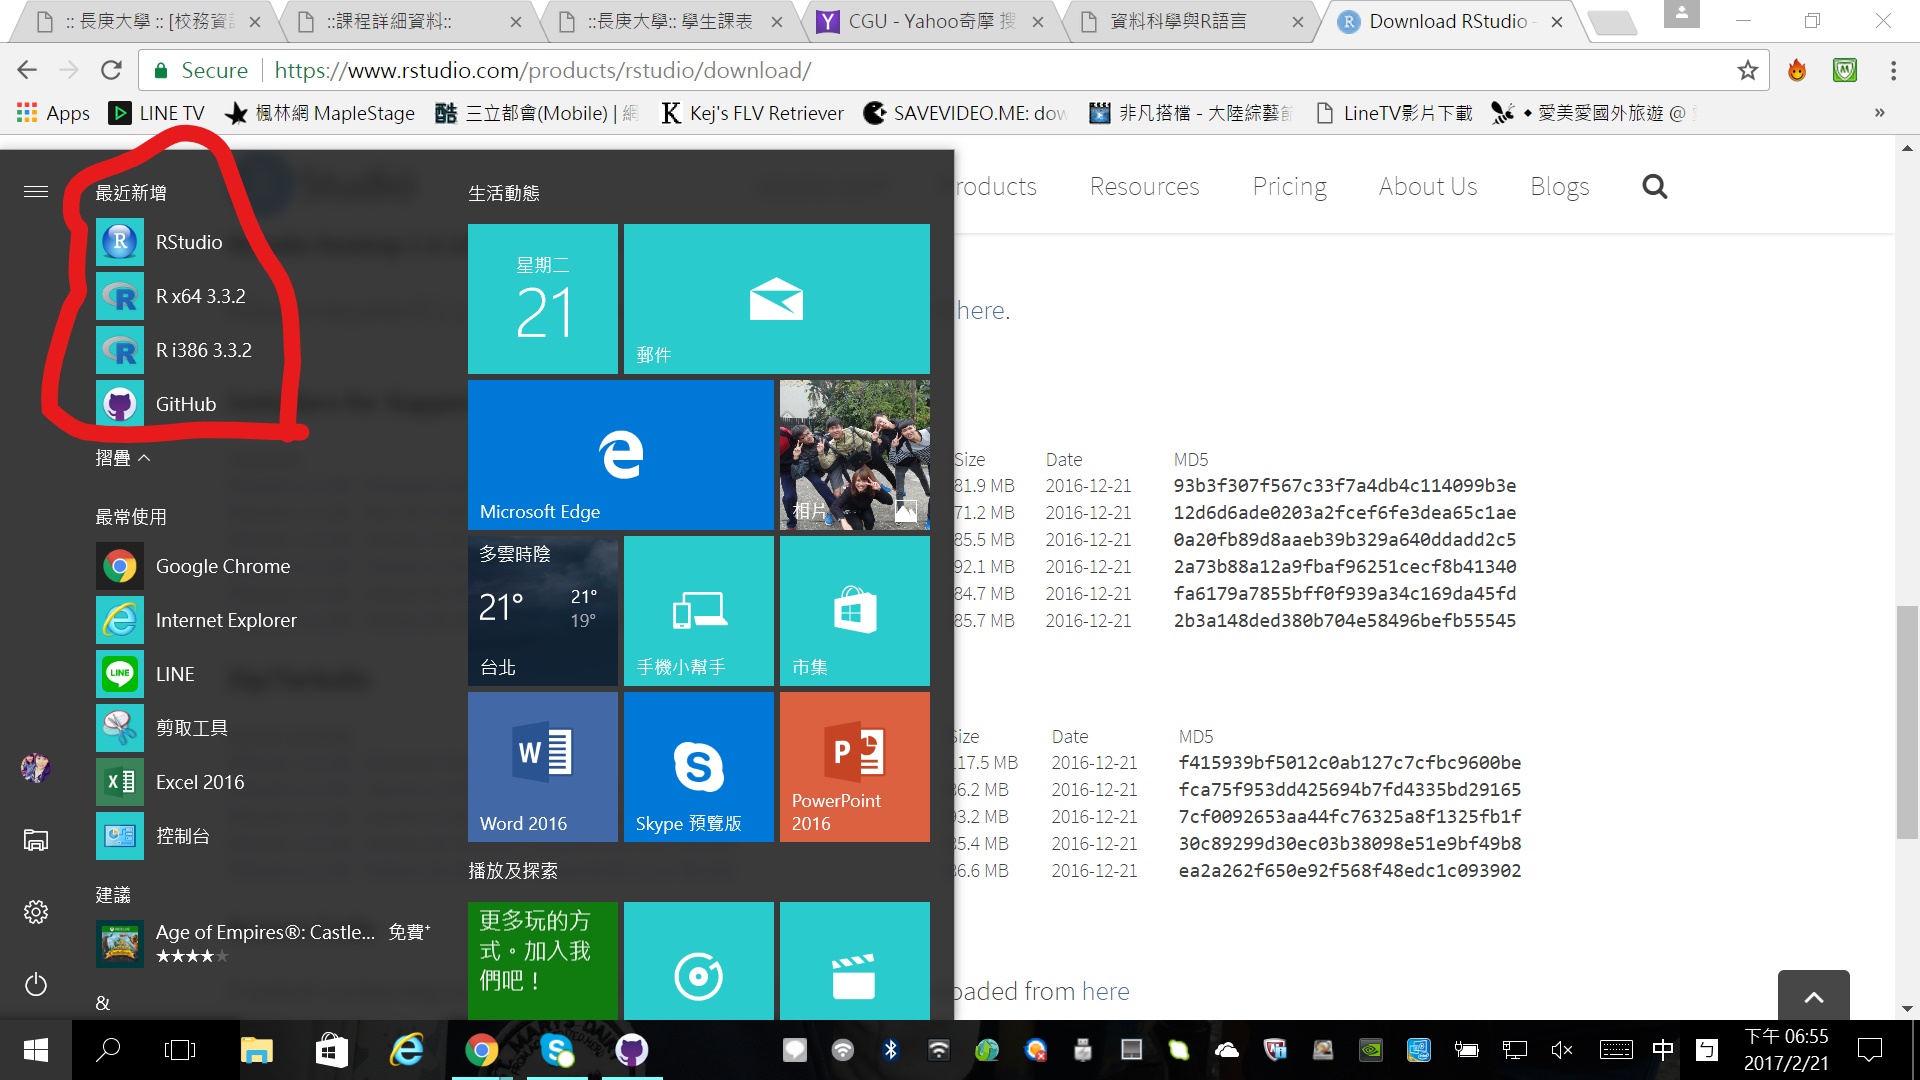 :: 長庚大學 :: [校務資
::課程詳細資料::
::長庚大學:: 學生課表
CGU - Yahoo奇摩 搜
資料科學與R語言
Download RStudio -
Secure
https://www.rstudio.com/products/rstudio/download/
Apps
LINE TV
楓林網 MapleStage
三立都會(Mobile) | 網
Kej's FLV Retriever
SAVEVIDEO.ME: dow
非凡搭檔 - 大陸綜藝節
LineTV影片下載
◆愛美愛國外旅遊 @
»
roducts
Resources
Pricing
About Us
Blogs
here.
Size Date MD5
81.9 MB 2016-12-21 93b3f307f567c33f7a4db4c114099b3e
71.2 MB 2016-12-21 12d6d6ade0203a2fcef6fe3dea65c1ae
85.5 MB 2016-12-21 0a20fb89d8aaeb39b329a640ddadd2c5
92.1 MB 2016-12-21 2a73b88a12a9fbaf96251cecf8b41340
84.7 MB 2016-12-21 fa6179a7855bff0f939a34c169da45fd
85.7 MB 2016-12-21 2b3a148ded380b704e58496befb55545
Size Date MD5
117.5 MB 2016-12-21 f415939bf5012c0ab127c7cfbc9600be
36.2 MB 2016-12-21 fca75f953dd425694b7fd4335bd29165
93.2 MB 2016-12-21 7cf0092653aa44fc76325a8f1325fb1f
35.4 MB 2016-12-21 30c89299d30ec03b38098e51e9bf49b8
36.6 MB 2016-12-21 ea2a262f650e92f568f48edc1c093902
oaded from here
最近新增
RStudio
R x64 3.3.2
R i386 3.3.2
GitHub
摺疊
最常使用
Google Chrome
Internet Explorer
LINE
剪取工具
Excel 2016
控制台
建議
Age of Empires®: Castle... 免費+
&
生活動態
星期二
21
郵件
Microsoft Edge
相片
多雲時陰
21° 21°
19°
台北
手機小幫手
市集
Word 2016
Skype 預覽版
PowerPoint
2016
播放及探索
更多玩的方
式。加入我
們吧！
中
ㄅ
下午 06:55
2017/2/21